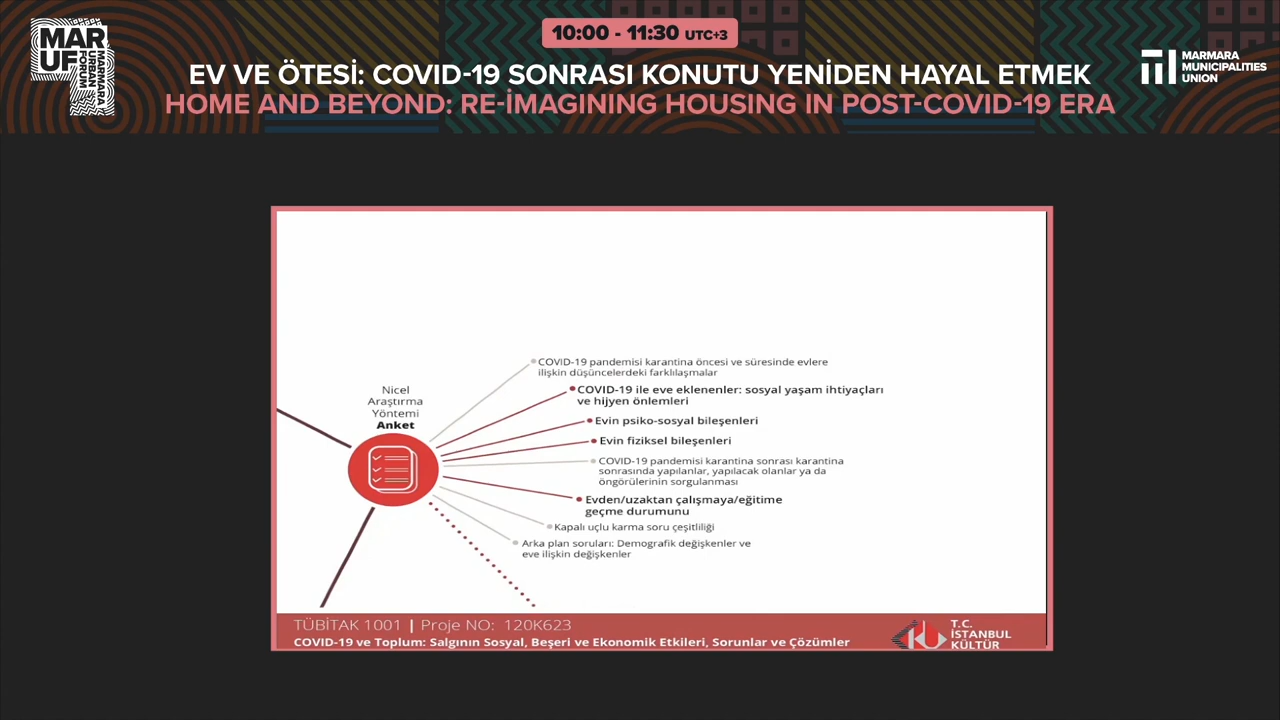 MAR
UF
MARMARA
URBAN
FORUM
10:00 - 11:30 UTC+3
EV VE ÖTESİ: COVID-19 SONRASI KONUTU YENİDEN HAYAL ETMEK
HOME AND BEYOND: RE-İMAGINING HOUSING IN POST-COVID-19 ERA
MARMARA
MUNICIPALITIES
UNION
Nicel
Araştırma
Yöntemi
Anket
COVID-19 pandemisi karantina öncesi ve süresinde evlere
ilişkin düşüncelerdeki farklılaşmalar
COVID-19 ile eve eklenenler: sosyal yaşam ihtiyaçları
ve hijyen önlemleri
Evin psiko-sosyal bileşenleri
Evin fiziksel bileşenleri
COVID-19 pandemisi karantina sonrası karantina
sonrasında yapılanlar, yapılacak olanlar ya da
öngörülerinin sorgulanması
Evden/uzaktan çalışmaya/eğitime
geçme durumunu
Kapalı uçlu karma soru çeşitliliği
Arka plan soruları: Demografik değişkenler ve
eve ilişkin değişkenler
TÜBİTAK 1001 | Proje NO: 120K623
COVID-19 ve Toplum: Salgının Sosyal, Beşeri ve Ekonomik Etkileri, Sorunlar ve Çözümler
T.C.
İSTANBUL
KÜLTÜR